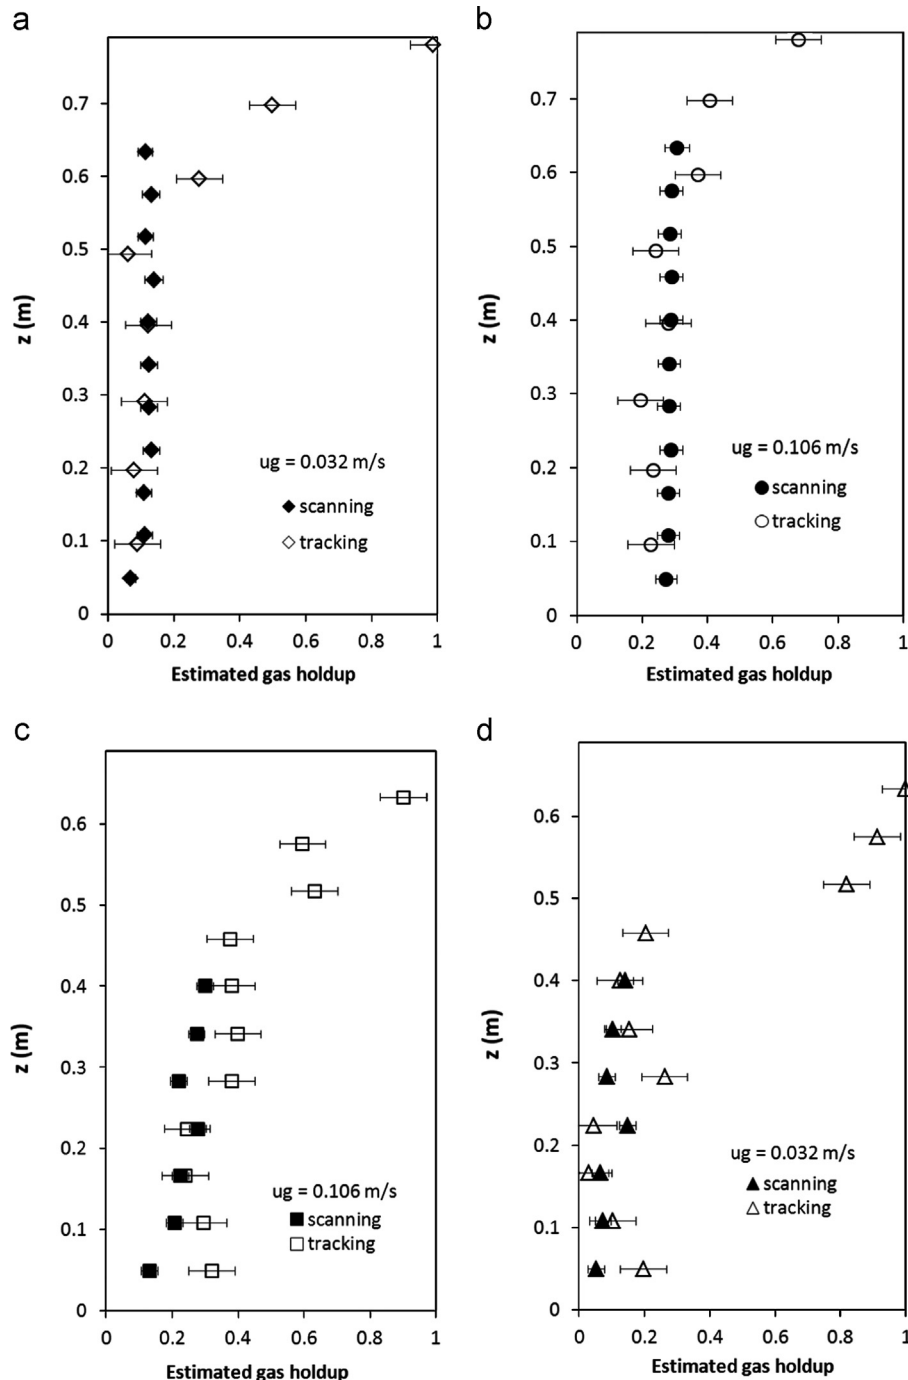 a
0.7
0.6
0.5
0.4
0.3
0.2
0.1
0
z (m)
ug = 0.032 m/s
scanning
tracking
0 0.2 0.4 0.6 0.8 1
Estimated gas holdup
b
0.7
0.6
0.5
0.4
0.3
0.2
0.1
0
z (m)
ug = 0.106 m/s
scanning
tracking
0 0.2 0.4 0.6 0.8 1
Estimated gas holdup
c
0.6
0.5
0.4
0.3
0.2
0.1
0
z (m)
ug = 0.106 m/s
scanning
tracking
0 0.2 0.4 0.6 0.8 1
Estimated gas holdup
d
0.6
0.5
0.4
0.3
0.2
0.1
0
z (m)
ug = 0.032 m/s
scanning
tracking
0 0.2 0.4 0.6 0.8 1
Estimated gas holdup